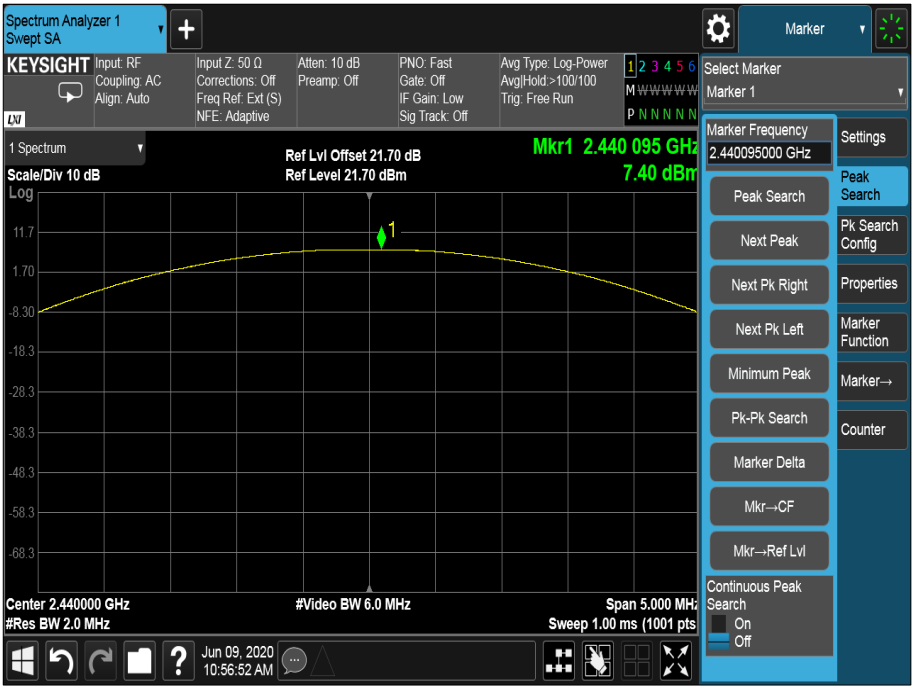 Spectrum Analyzer 1
Swept SA
+
Marker
KEYSIGHT
LXI
Input: RF
Coupling: AC
Align: Auto
Input Z: 50 Ω
Corrections: Off
Freq Ref: Ext (S)
NFE: Adaptive
Atten: 10 dB
Preamp: Off
PNO: Fast
Gate: Off
IF Gain: Low
Sig Track: Off
Avg Type: Log-Power
Avg|Hold:>100/100
Trig: Free Run
1 2 3 4 5 6
M W W W W W
P N N N N N
Select Marker
Marker 1
1 Spectrum
Scale/Div 10 dB
Log
Ref Lvl Offset 21.70 dB
Ref Level 21.70 dBm
Mkr1 2.440 095 GHz
7.40 dBm
1
11.7
1.70
-8.30
-18.3
-28.3
-38.3
-48.3
-58.3
-68.3
Center 2.440000 GHz
#Res BW 2.0 MHz
#Video BW 6.0 MHz
Span 5.000 MHz
Sweep 1.00 ms (1001 pts
Marker Frequency
2.440095000 GHz
Peak Search
Next Peak
Next Pk Right
Next Pk Left
Minimum Peak
Pk-Pk Search
Marker Delta
Mkr→CF
Mkr→Ref Lvl
Continuous Peak
Search
On
Off
Settings
Peak
Search
Pk Search
Config
Properties
Marker
Function
Marker→
Counter
?
Jun 09, 2020
10:56:52 AM